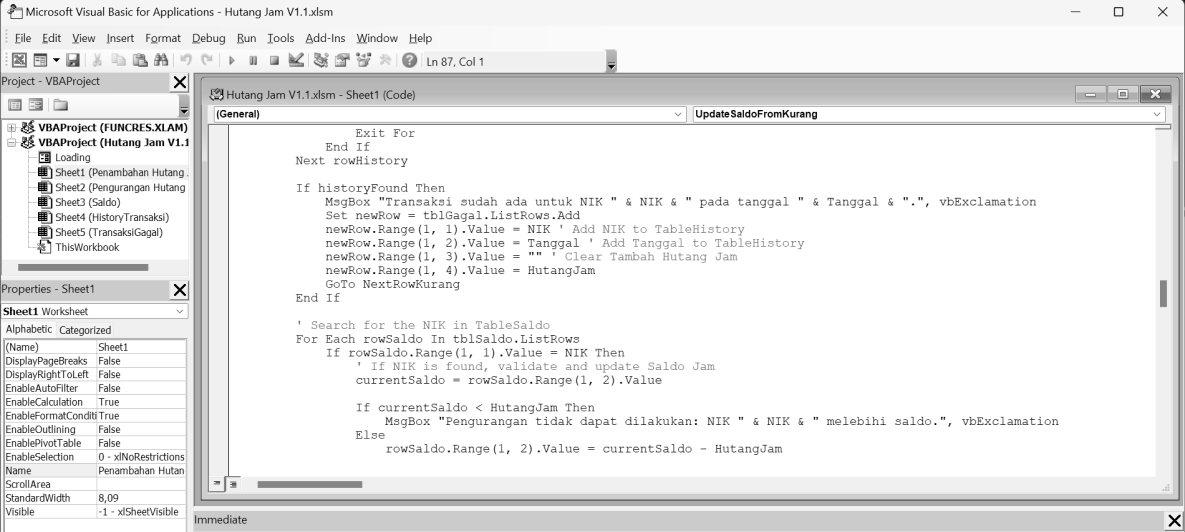 Microsoft Visual Basic for Applications - Hutang Jam V1.1.xlsm
File Edit View Insert Format Debug Run Tools Add-Ins Window Help
Ln 87, Col 1
Project - VBAProject
VBAProject (FUNCRES.XLAM)
VBAProject (Hutang Jam V1.1
Loading
Sheet1 (Penambahan Hutang
Sheet2 (Pengurangan Hutang
Sheet3 (Saldo)
Sheet4 (HistoryTransaksi)
Sheet5 (TransaksiGagal)
ThisWorkbook
Properties - Sheet1
Sheet1 Worksheet
Alphabetic Categorized
(Name) Sheet1
DisplayPageBreaks False
DisplayRightToLeft False
EnableAutoFilter False
EnableCalculation True
EnableFormatConditi True
EnableOutlining False
EnablePivotTable False
EnableSelection 0 - xlNoRestrictions
Name Penambahan Hutan
ScrollArea
StandardWidth 8,09
Visible -1 - xlSheetVisible
Hutang Jam V1.1.xlsm - Sheet1 (Code)
(General) UpdateSaldoFromKurang
Exit For
End If
Next rowHistory
If historyFound Then
MsgBox "Transaksi sudah ada untuk NIK " & NIK & " pada tanggal " & Tanggal & ".", vbExclamation
Set newRow = tblGagal.ListRows.Add
newRow.Range(1, 1).Value = NIK ' Add NIK to TableHistory
newRow.Range(1, 2).Value = Tanggal ' Add Tanggal to TableHistory
newRow.Range(1, 3).Value = "" ' Clear Tambah Hutang Jam
newRow.Range(1, 4).Value = HutangJam
GoTo NextRowKurang
End If
' Search for the NIK in TableSaldo
For Each rowSaldo In tblSaldo.ListRows
If rowSaldo.Range(1, 1).Value = NIK Then
' If NIK is found, validate and update Saldo Jam
currentSaldo = rowSaldo.Range(1, 2).Value
If currentSaldo < HutangJam Then
MsgBox "Pengurangan tidak dapat dilakukan: NIK " & NIK & " melebihi saldo.", vbExclamation
Else
rowSaldo.Range(1, 2).Value = currentSaldo - HutangJam
Immediate